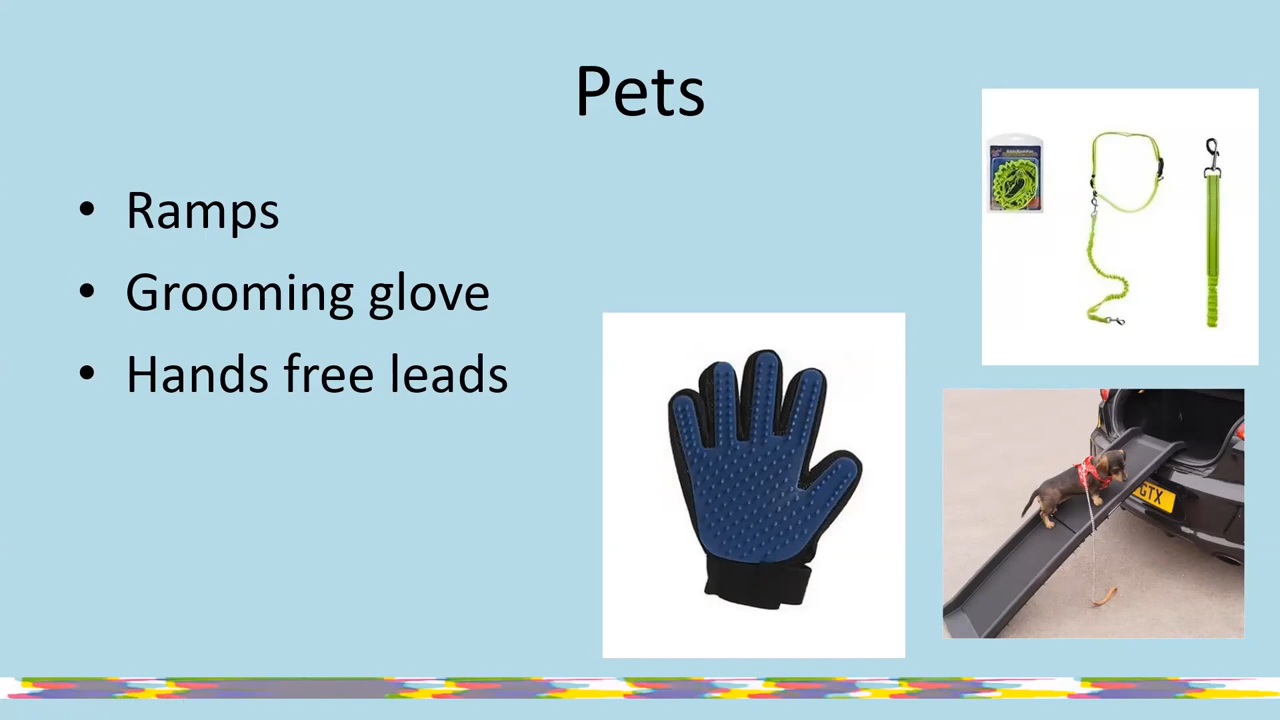 Pets
• Ramps
• Grooming glove
• Hands free leads
GTX